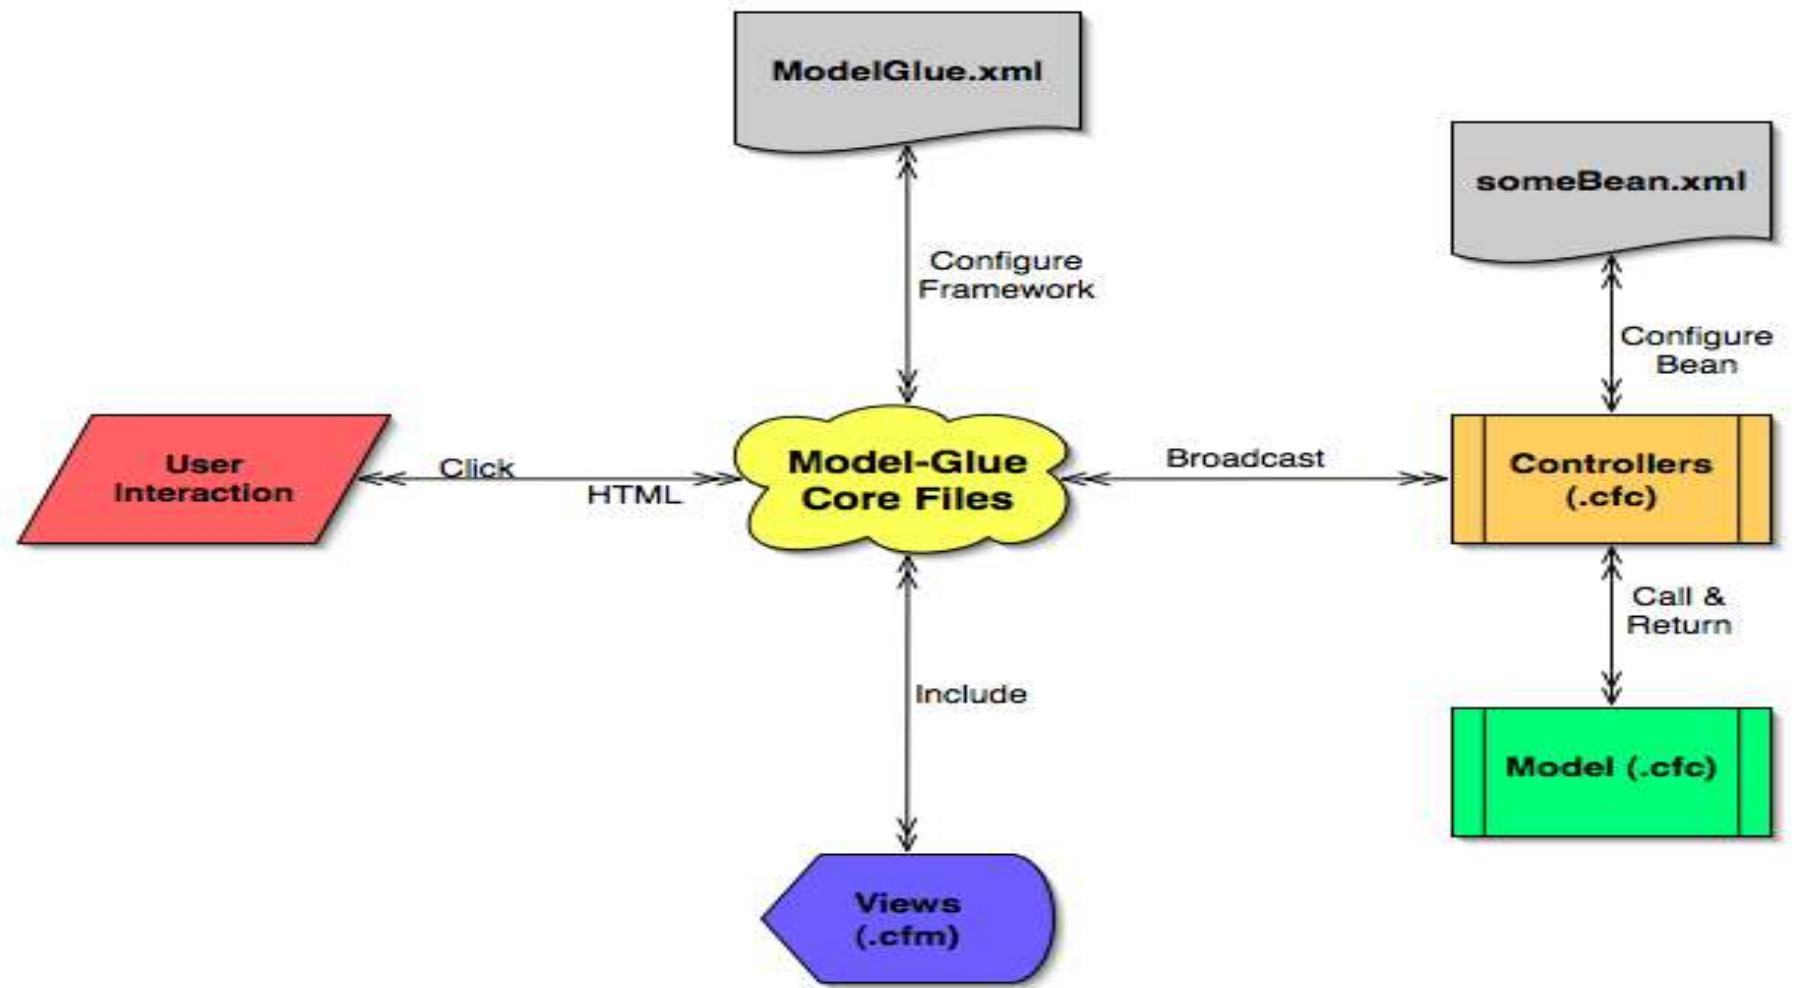 ModelGlue.xml
someBean.xml
Configure
Framework
Configure
Bean
User
Interaction
Click
HTML
Model-Glue
Core Files
Broadcast
Controllers
(.cfc)
Call &
Return
Include
Model (.cfc)
Views
(.cfm)